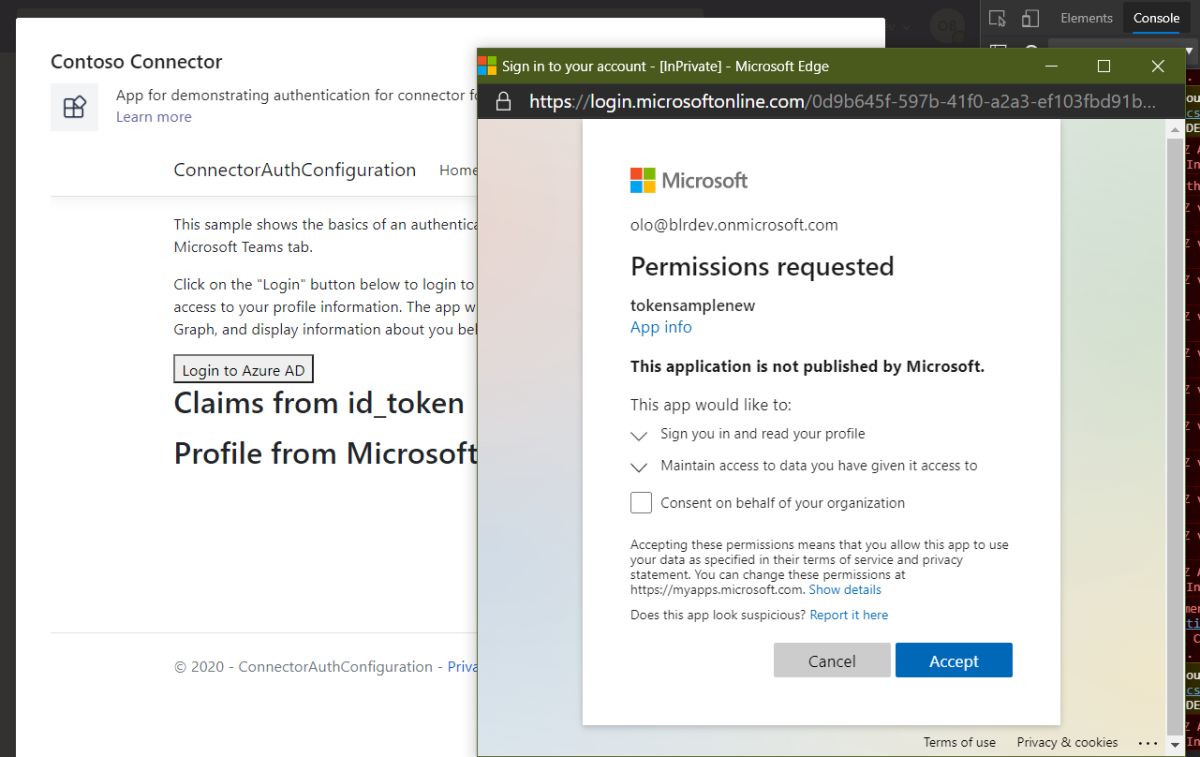 Contoso Connector
App for demonstrating authentication for connector
Learn more
ConnectorAuthConfiguration Home
This sample shows the basics of an
Microsoft Teams tab.
Click on the "Login" button below to login to
access to your profile information. The app
Graph, and display information about you
Login to Azure AD
Claims from id_token
Profile from Microsoft
© 2020 - ConnectorAuthConfiguration -
Elements Console
Sign in to your account - [InPrivate] - Microsoft Edge
https://login.microsoftonline.com/0d9b645f-597b-41f0-a2a3-ef103fbd91b...
Microsoft
olo@blrdev.onmicrosoft.com
Permissions requested
tokensamplenew
App info
This application is not published by Microsoft.
This app would like to:
Sign you in and read your profile
Maintain access to data you have given it access to
Consent on behalf of your organization
Accepting these permissions means that you allow this app to use
your data as specified in their terms of service and privacy
statement. You can change these permissions at
https://myapps.microsoft.com. Show details
Does this app look suspicious? Report it here
Cancel Accept
Terms of use Privacy & cookies ...